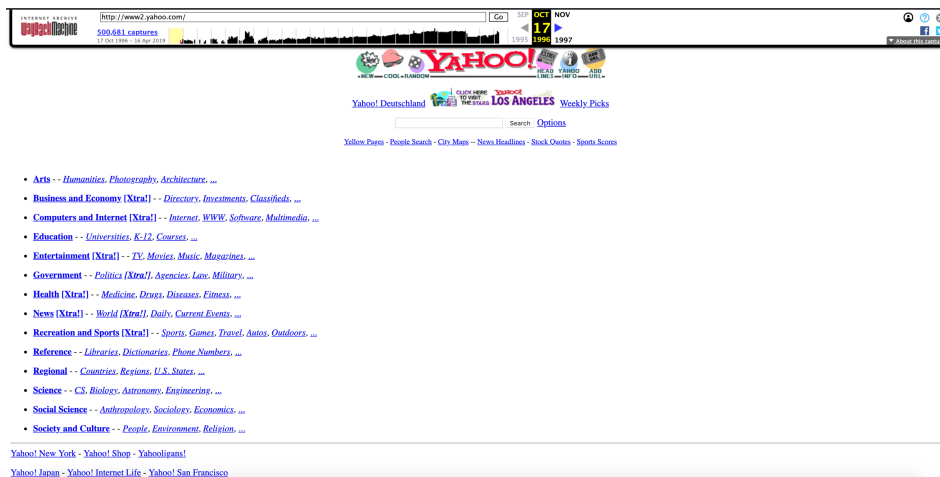 INTERNET ARCHIVE
WayBackMachine
http://www2.yahoo.com/
Go
SEP OCT NOV
17
1995 1996 1997
500,681 captures
17 Oct 1996 – 16 Apr 2019
About this captu
YAHOO!
NEW COOL RANDOM HEAD LINES YAHOO INFO ADD URL
Yahoo! Deutschland CLICK HERE TO VISIT THE STARS YAHOO! LOS ANGELES Weekly Picks
Search Options
Yellow Pages - People Search - City Maps -- News Headlines - Stock Quotes - Sports Scores
• Arts - - Humanities, Photography, Architecture, ...
• Business and Economy [Xtra!] - - Directory, Investments, Classifieds, ...
• Computers and Internet [Xtra!] - - Internet, WWW, Software, Multimedia, ...
• Education - - Universities, K-12, Courses, ...
• Entertainment [Xtra!] - - TV, Movies, Music, Magazines, ...
• Government - - Politics [Xtra!], Agencies, Law, Military, ...
• Health [Xtra!] - - Medicine, Drugs, Diseases, Fitness, ...
• News [Xtra!] - - World [Xtra!], Daily, Current Events, ...
• Recreation and Sports [Xtra!] - - Sports, Games, Travel, Autos, Outdoors, ...
• Reference - - Libraries, Dictionaries, Phone Numbers, ...
• Regional - - Countries, Regions, U.S. States, ...
• Science - - CS, Biology, Astronomy, Engineering, ...
• Social Science - - Anthropology, Sociology, Economics, ...
• Society and Culture - - People, Environment, Religion, ...
Yahoo! New York - Yahoo! Shop - Yahooligans!
Yahoo! Japan - Yahoo! Internet Life - Yahoo! San Francisco